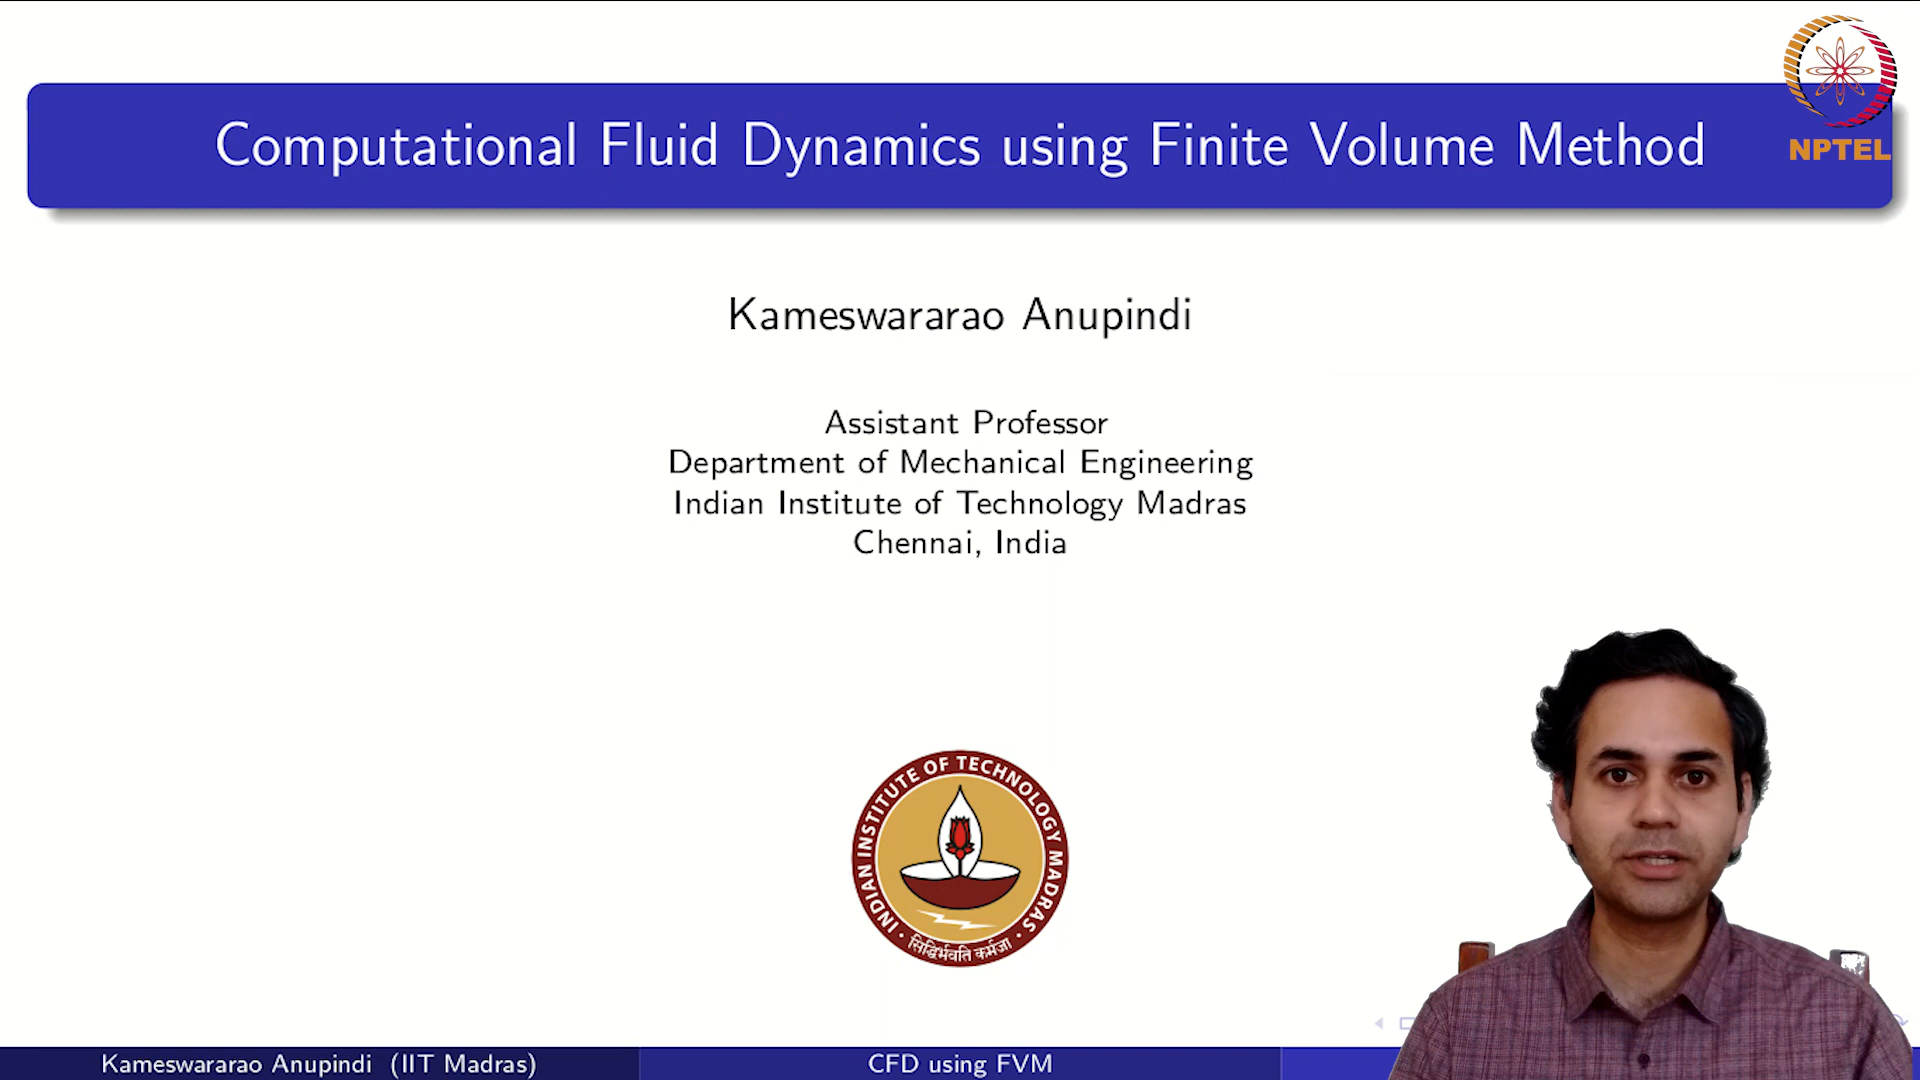 Computational Fluid Dynamics using Finite Volume Method
NPTEL
Kameswararao Anupindi
Assistant Professor
Department of Mechanical Engineering
Indian Institute of Technology Madras
Chennai, India
INDIAN INSTITUTE OF TECHNOLOGY MADRAS
सिद्धिर्भवति कर्मजा
Kameswararao Anupindi (IIT Madras)
CFD using FVM